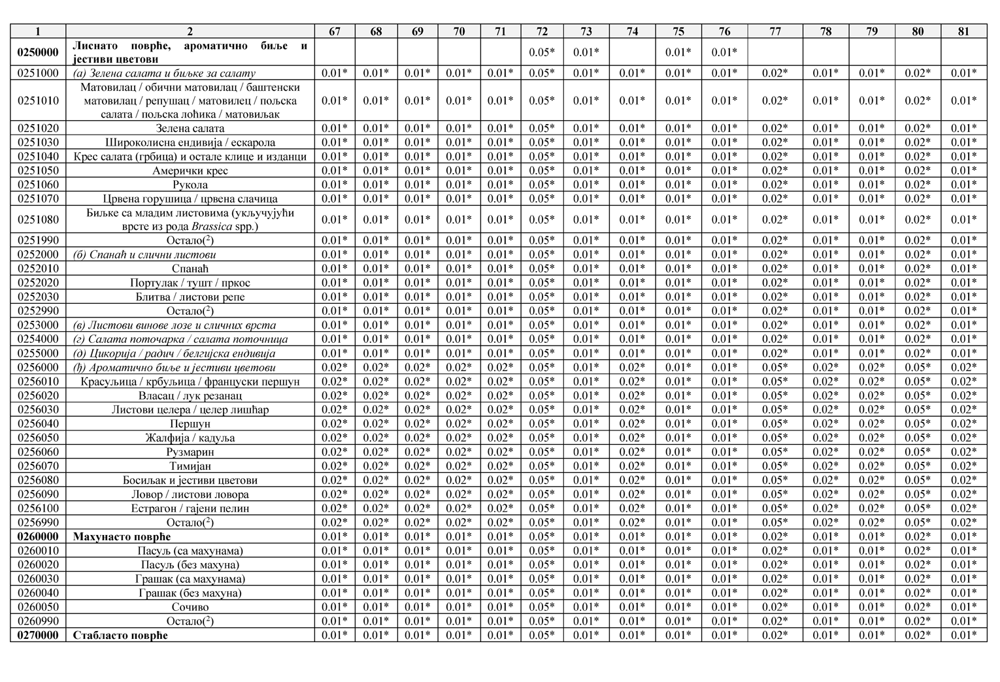 1 2 67 68 69 70 71 72 73 74 75 76 77 78 79 80 81
0250000 Лиснато поврће, ароматично биље и
јестиви цветови 0.05* 0.01* 0.01* 0.01*
0251000 (а) Зелена салата и биљке за салату 0.01* 0.01* 0.01* 0.01* 0.01* 0.05* 0.01* 0.01* 0.01* 0.01* 0.02* 0.01* 0.01* 0.02* 0.01*
Матовилац / обични матовилац / баштенски
0251010 матовилац / репушац / матовилец / пољска 0.01* 0.01* 0.01* 0.01* 0.01* 0.05* 0.01* 0.01* 0.01* 0.01* 0.02* 0.01* 0.01* 0.02* 0.01*
салата / пољска лоћика / матовиљак
0251020 Зелена салата 0.01* 0.01* 0.01* 0.01* 0.01* 0.05* 0.01* 0.01* 0.01* 0.01* 0.02* 0.01* 0.01* 0.02* 0.01*
0251030 Широколисна ендивија / ескарола 0.01* 0.01* 0.01* 0.01* 0.01* 0.05* 0.01* 0.01* 0.01* 0.01* 0.02* 0.01* 0.01* 0.02* 0.01*
0251040 Крес салата (грбица) и остале клице и изданци 0.01* 0.01* 0.01* 0.01* 0.01* 0.05* 0.01* 0.01* 0.01* 0.01* 0.02* 0.01* 0.01* 0.02* 0.01*
0251050 Амерички крес 0.01* 0.01* 0.01* 0.01* 0.01* 0.05* 0.01* 0.01* 0.01* 0.01* 0.02* 0.01* 0.01* 0.02* 0.01*
0251060 Рукола 0.01* 0.01* 0.01* 0.01* 0.01* 0.05* 0.01* 0.01* 0.01* 0.01* 0.02* 0.01* 0.01* 0.02* 0.01*
0251070 Црвена горушица / црвена слачица 0.01* 0.01* 0.01* 0.01* 0.01* 0.05* 0.01* 0.01* 0.01* 0.01* 0.02* 0.01* 0.01* 0.02* 0.01*
0251080 Биљке са младим листовима (укључујући
врсте из рода Brassica spp.) 0.01* 0.01* 0.01* 0.01* 0.01* 0.05* 0.01* 0.01* 0.01* 0.01* 0.02* 0.01* 0.01* 0.02* 0.01*
0251990 Остало(2) 0.01* 0.01* 0.01* 0.01* 0.01* 0.05* 0.01* 0.01* 0.01* 0.01* 0.02* 0.01* 0.01* 0.02* 0.01*
0252000 (б) Спанаћ и слични листови 0.01* 0.01* 0.01* 0.01* 0.01* 0.05* 0.01* 0.01* 0.01* 0.01* 0.02* 0.01* 0.01* 0.02* 0.01*
0252010 Спанаћ 0.01* 0.01* 0.01* 0.01* 0.01* 0.05* 0.01* 0.01* 0.01* 0.01* 0.02* 0.01* 0.01* 0.02* 0.01*
0252020 Портулак / тушт / пркос 0.01* 0.01* 0.01* 0.01* 0.01* 0.05* 0.01* 0.01* 0.01* 0.01* 0.02* 0.01* 0.01* 0.02* 0.01*
0252030 Блитва / листови репе 0.01* 0.01* 0.01* 0.01* 0.01* 0.05* 0.01* 0.01* 0.01* 0.01* 0.02* 0.01* 0.01* 0.02* 0.01*
0252990 Остало(2) 0.01* 0.01* 0.01* 0.01* 0.01* 0.05* 0.01* 0.01* 0.01* 0.01* 0.02* 0.01* 0.01* 0.02* 0.01*
0253000 (в) Листови винове лозе и сличних врста 0.01* 0.01* 0.01* 0.01* 0.01* 0.05* 0.01* 0.01* 0.01* 0.01* 0.02* 0.01* 0.01* 0.02* 0.01*
0254000 (г) Салата поточарка / салата поточница 0.01* 0.01* 0.01* 0.01* 0.01* 0.05* 0.01* 0.01* 0.01* 0.01* 0.02* 0.01* 0.01* 0.02* 0.01*
0255000 (д) Цикорија / радич / белгијска ендивија 0.01* 0.01* 0.01* 0.01* 0.01* 0.05* 0.01* 0.01* 0.01* 0.01* 0.02* 0.01* 0.01* 0.02* 0.01*
0256000 (ђ) Ароматично биље и јестиви цветови 0.02* 0.02* 0.02* 0.02* 0.02* 0.05* 0.01* 0.02* 0.01* 0.01* 0.05* 0.02* 0.02* 0.05* 0.02*
0256010 Красуљица / крбуљица / француски першун 0.02* 0.02* 0.02* 0.02* 0.02* 0.05* 0.01* 0.02* 0.01* 0.01* 0.05* 0.02* 0.02* 0.05* 0.02*
0256020 Власац / лук резанац 0.02* 0.02* 0.02* 0.02* 0.02* 0.05* 0.01* 0.02* 0.01* 0.01* 0.05* 0.02* 0.02* 0.05* 0.02*
0256030 Листови целера / целер лишћар 0.02* 0.02* 0.02* 0.02* 0.02* 0.05* 0.01* 0.02* 0.01* 0.01* 0.05* 0.02* 0.02* 0.05* 0.02*
0256040 Першун 0.02* 0.02* 0.02* 0.02* 0.02* 0.05* 0.01* 0.02* 0.01* 0.01* 0.05* 0.02* 0.02* 0.05* 0.02*
0256050 Жалфија / кадуља 0.02* 0.02* 0.02* 0.02* 0.02* 0.05* 0.01* 0.02* 0.01* 0.01* 0.05* 0.02* 0.02* 0.05* 0.02*
0256060 Рузмарин 0.02* 0.02* 0.02* 0.02* 0.02* 0.05* 0.01* 0.02* 0.01* 0.01* 0.05* 0.02* 0.02* 0.05* 0.02*
0256070 Тимијан 0.02* 0.02* 0.02* 0.02* 0.02* 0.05* 0.01* 0.02* 0.01* 0.01* 0.05* 0.02* 0.02* 0.05* 0.02*
0256080 Босиљак и јестиви цветови 0.02* 0.02* 0.02* 0.02* 0.02* 0.05* 0.01* 0.02* 0.01* 0.01* 0.05* 0.02* 0.02* 0.05* 0.02*
0256090 Ловор / листови ловора 0.02* 0.02* 0.02* 0.02* 0.02* 0.05* 0.01* 0.02* 0.01* 0.01* 0.05* 0.02* 0.02* 0.05* 0.02*
0256100 Естрагон / гајени пелин 0.02* 0.02* 0.02* 0.02* 0.02* 0.05* 0.01* 0.02* 0.01* 0.01* 0.05* 0.02* 0.02* 0.05* 0.02*
0256990 Остало(2) 0.02* 0.02* 0.02* 0.02* 0.02* 0.05* 0.01* 0.02* 0.01* 0.01* 0.05* 0.02* 0.02* 0.05* 0.02*
0260000 Махунасто поврће 0.01* 0.01* 0.01* 0.01* 0.01* 0.05* 0.01* 0.01* 0.01* 0.01* 0.02* 0.01* 0.01* 0.02* 0.01*
0260010 Пасуљ (са махунама) 0.01* 0.01* 0.01* 0.01* 0.01* 0.05* 0.01* 0.01* 0.01* 0.01* 0.02* 0.01* 0.01* 0.02* 0.01*
0260020 Пасуљ (без махуна) 0.01* 0.01* 0.01* 0.01* 0.01* 0.05* 0.01* 0.01* 0.01* 0.01* 0.02* 0.01* 0.01* 0.02* 0.01*
0260030 Грашак (са махунама) 0.01* 0.01* 0.01* 0.01* 0.01* 0.05* 0.01* 0.01* 0.01* 0.01* 0.02* 0.01* 0.01* 0.02* 0.01*
0260040 Грашак (без махуна) 0.01* 0.01* 0.01* 0.01* 0.01* 0.05* 0.01* 0.01* 0.01* 0.01* 0.02* 0.01* 0.01* 0.02* 0.01*
0260050 Сочиво 0.01* 0.01* 0.01* 0.01* 0.01* 0.05* 0.01* 0.01* 0.01* 0.01* 0.02* 0.01* 0.01* 0.02* 0.01*
0260990 Остало(2) 0.01* 0.01* 0.01* 0.01* 0.01* 0.05* 0.01* 0.01* 0.01* 0.01* 0.02* 0.01* 0.01* 0.02* 0.01*
0270000 Стабласто поврће 0.01* 0.01* 0.01* 0.01* 0.01* 0.05* 0.01* 0.01* 0.01* 0.01* 0.02* 0.01* 0.01* 0.02* 0.01*